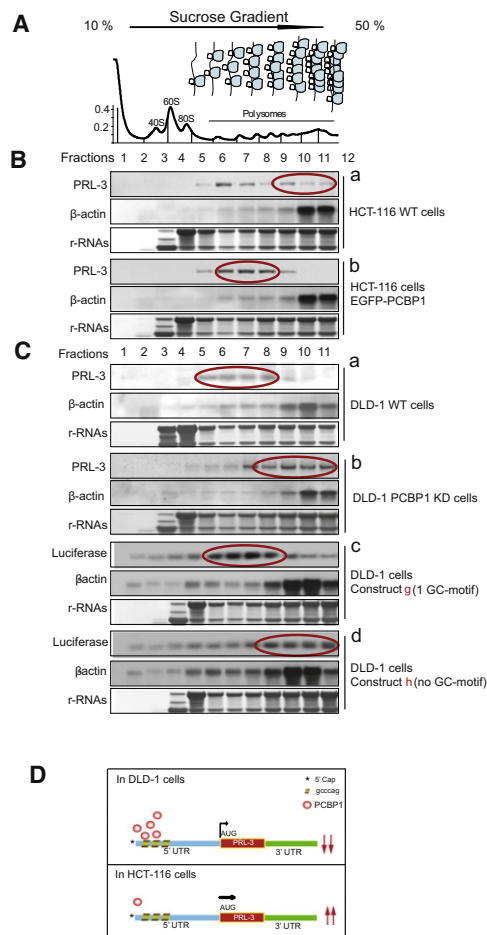 A
Sucrose Gradient
10 %
50 %
0.4
0.2
40S
60S
80S
Polysomes
B
Fractions 1 2 3 4 5 6 7 8 9 10 11 12
PRL-3
a
β-actin
HCT-116 WT cells
r-RNAs
PRL-3
b
β-actin
HCT-116 cells
EGFP-PCBP1
r-RNAs
C
Fractions 1 2 3 4 5 6 7 8 9 10 11
PRL-3
a
β-actin
DLD-1 WT cells
r-RNAs
PRL-3
b
β-actin
DLD-1 PCBP1 KD cells
r-RNAs
Luciferase
c
βactin
DLD-1 cells
Construct g (1 GC-motif)
r-RNAs
Luciferase
d
βactin
DLD-1 cells
Construct h (no GC-motif)
r-RNAs
D
In DLD-1 cells
* 5' Cap
gcccag
PCBP1
AUG
* 5' UTR PRL-3 3' UTR
In HCT-116 cells
AUG
* 5' UTR PRL-3 3' UTR